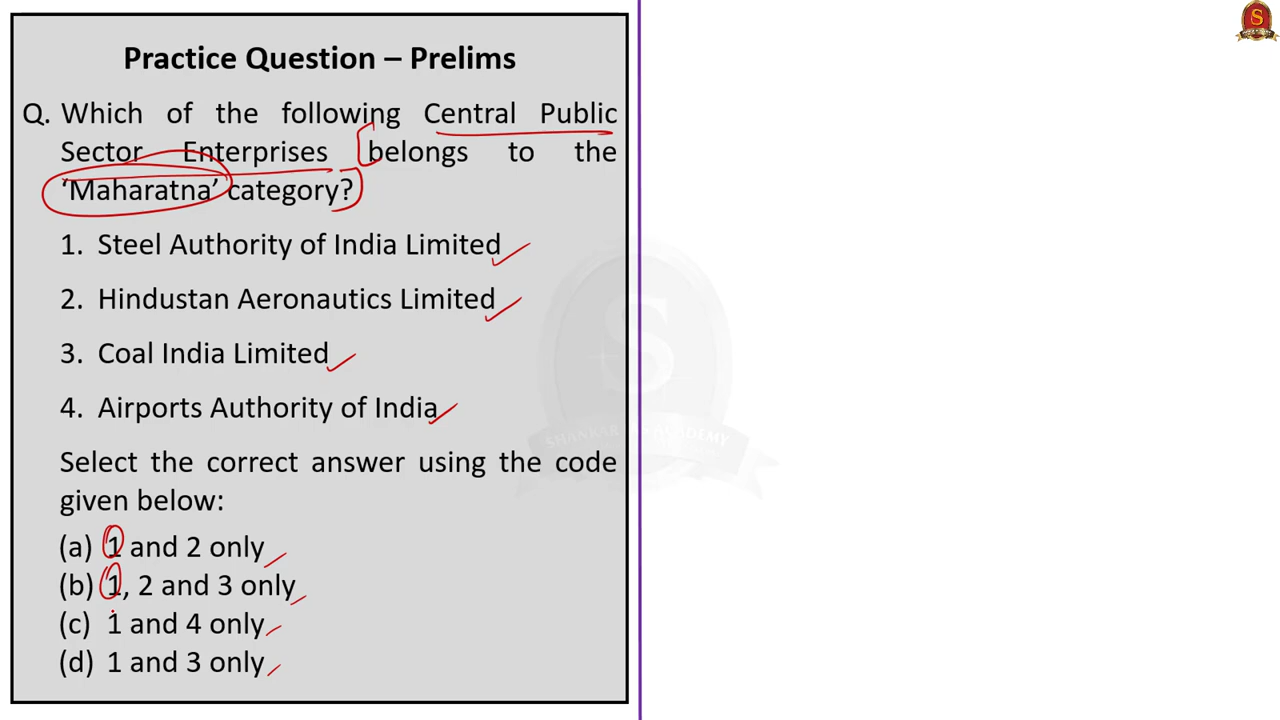 Practice Question – Prelims
Q. Which of the following Central Public
Sector Enterprises belongs to the
‘Maharatna’ category?
1. Steel Authority of India Limited
2. Hindustan Aeronautics Limited
3. Coal India Limited
4. Airports Authority of India
Select the correct answer using the code
given below:
(a) 1 and 2 only
(b) 1, 2 and 3 only
(c) 1 and 4 only
(d) 1 and 3 only
S
SHANKAR IAS ACADEMY
S